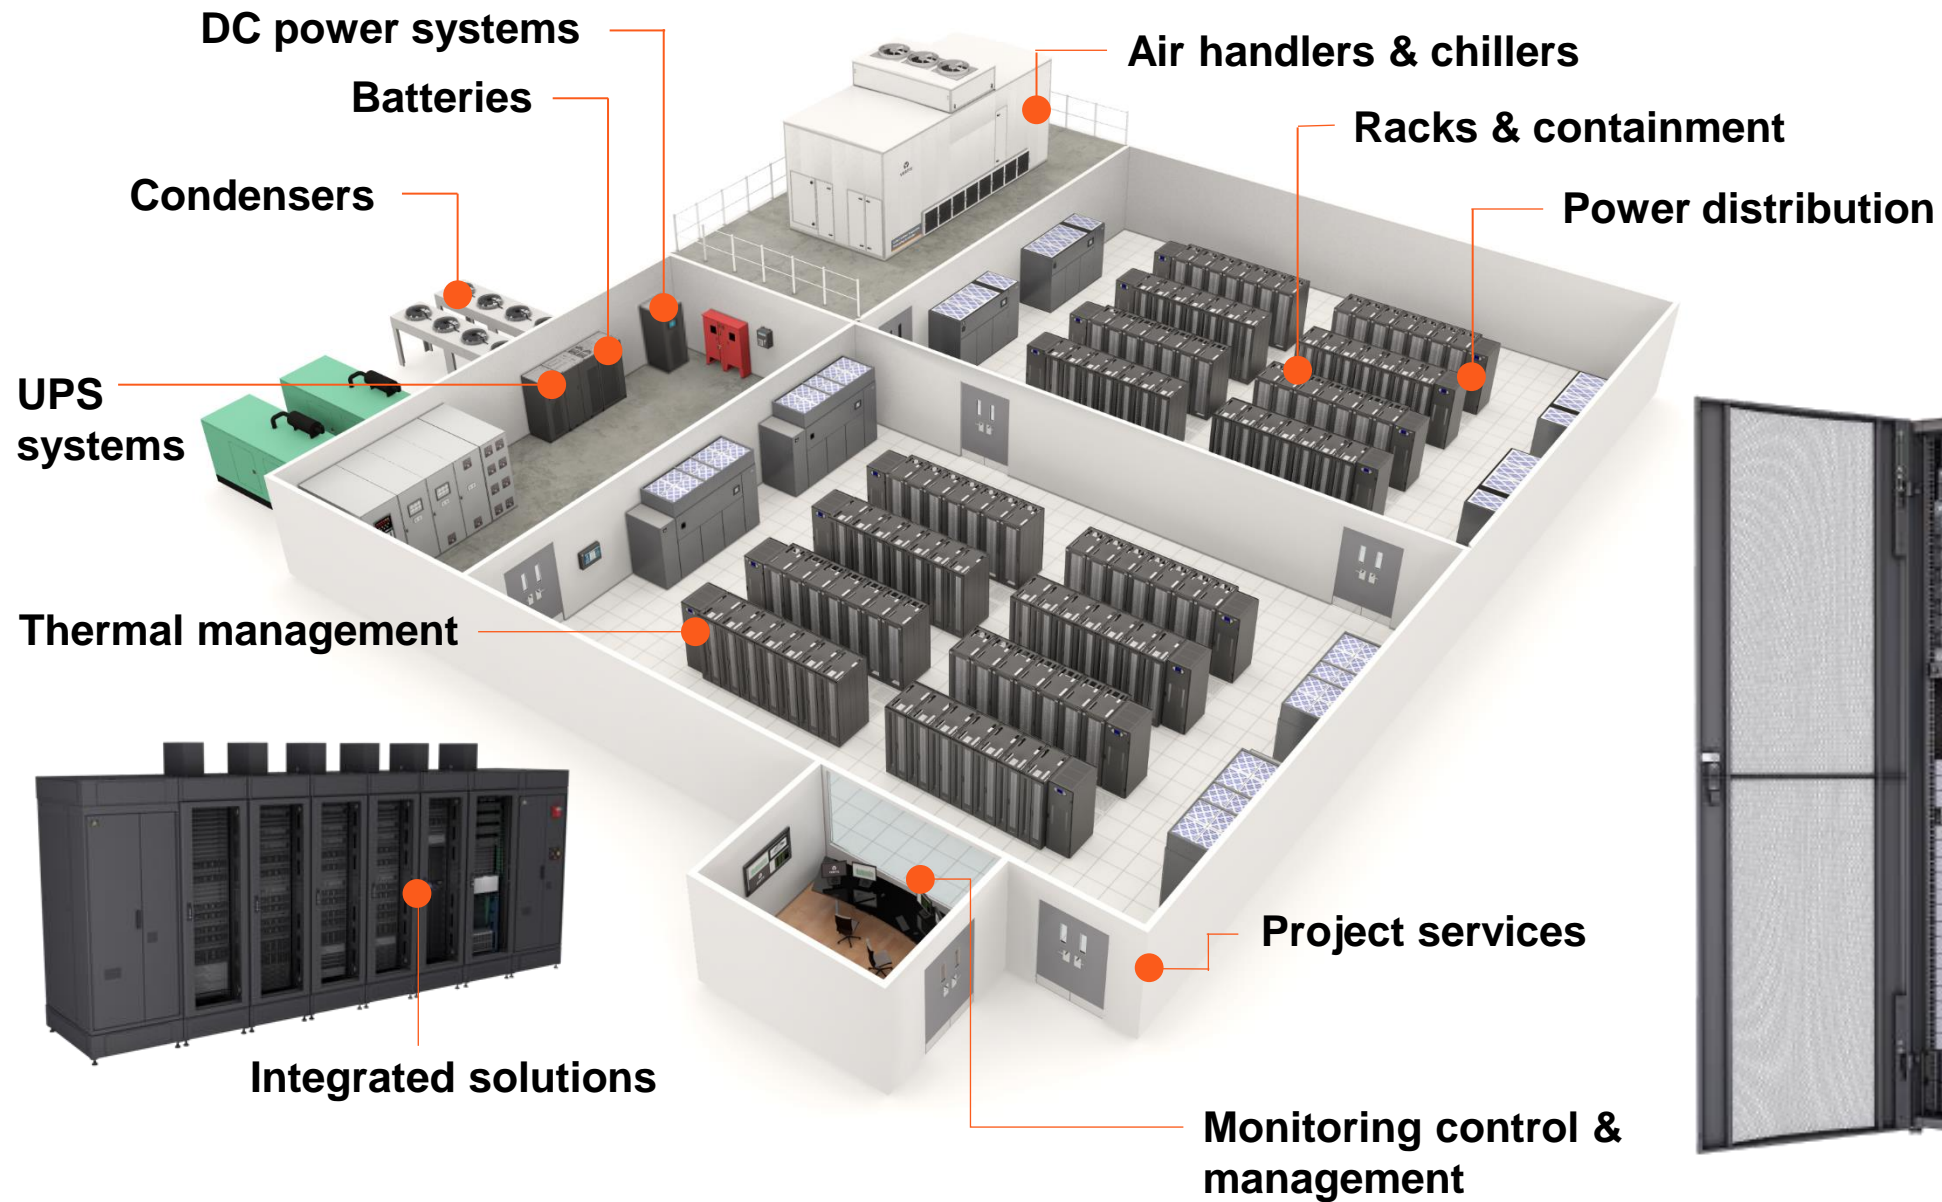 DC power systems
Air handlers & chillers
Batteries
Racks & containment
Condensers
Power distribution
UPS
systems
Thermal management
Project services
Integrated solutions
Monitoring control &
management